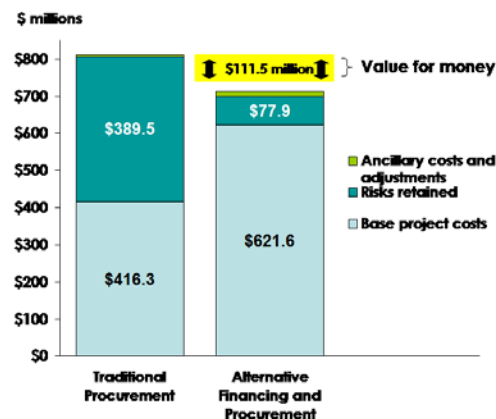 $ millions
$800
$700
$600
$500
$400
$300
$200
$100
$0
$389.5
$416.3
$111.5 million
$77.9
$621.6
Value for money
Ancillary costs and
adjustments
Risks retained
Base project costs
Traditional
Procurement
Alternative
Financing and
Procurement